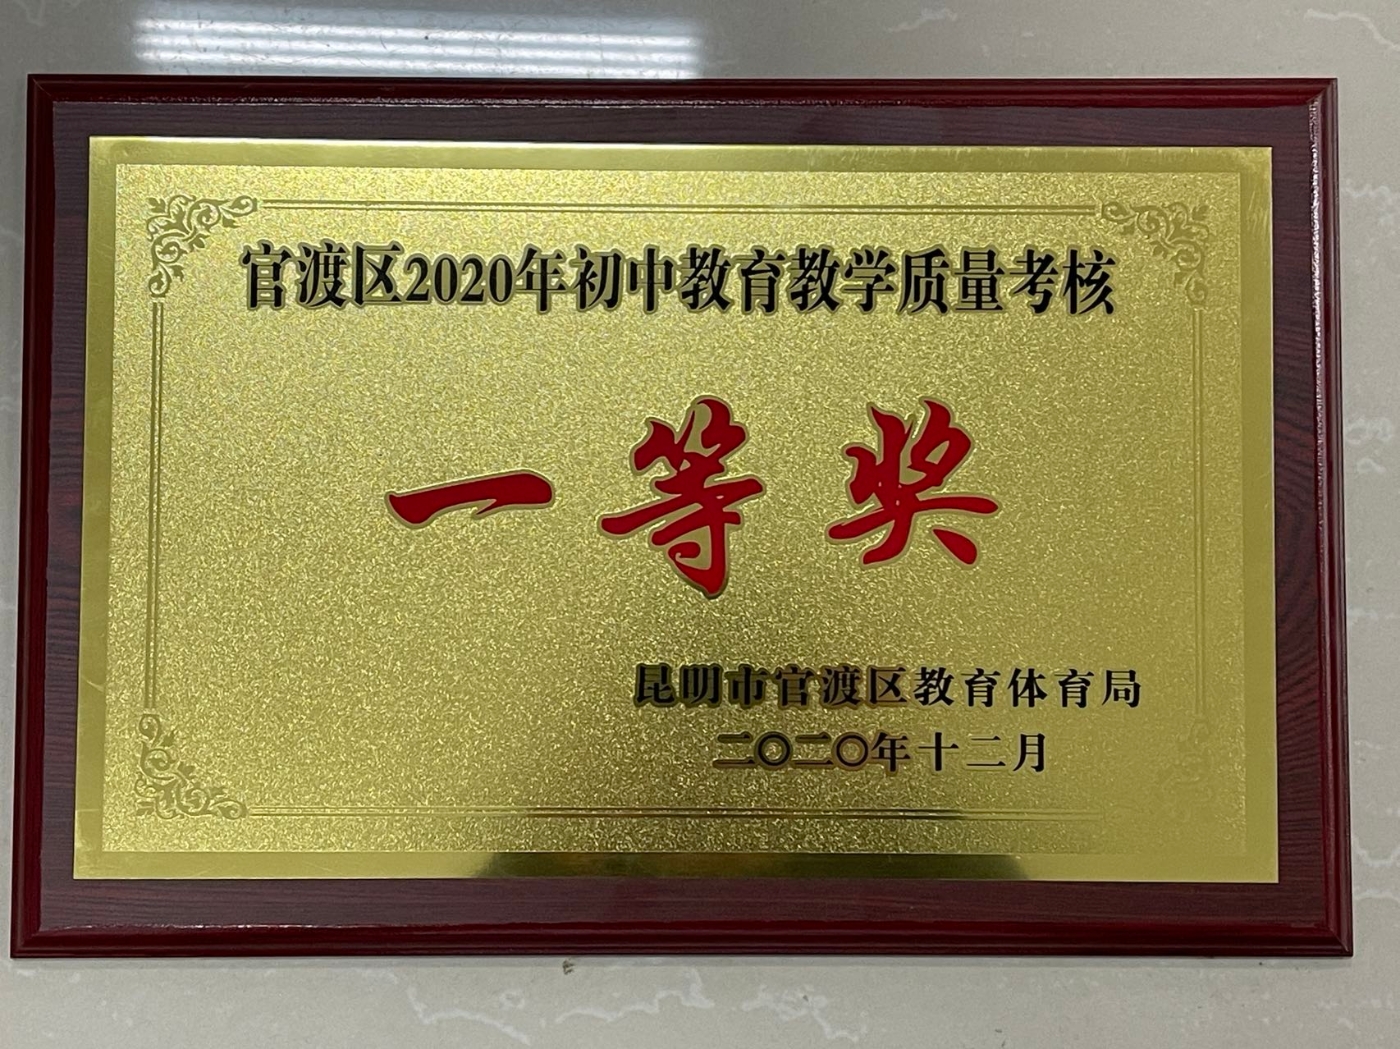 官渡区2020年初中教育教学质量考核
一等奖
昆明市官渡区教育体育局
二〇二〇年十二月